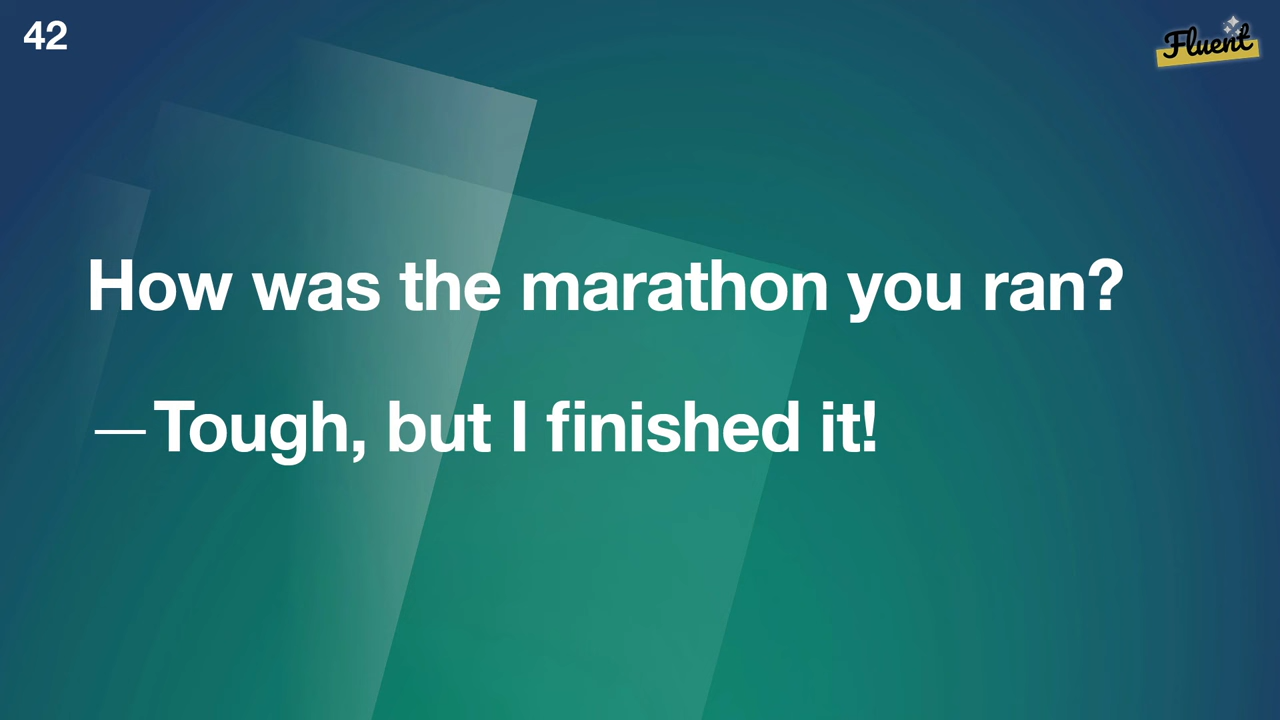 42
Fluent
How was the marathon you ran?
—Tough, but I finished it!